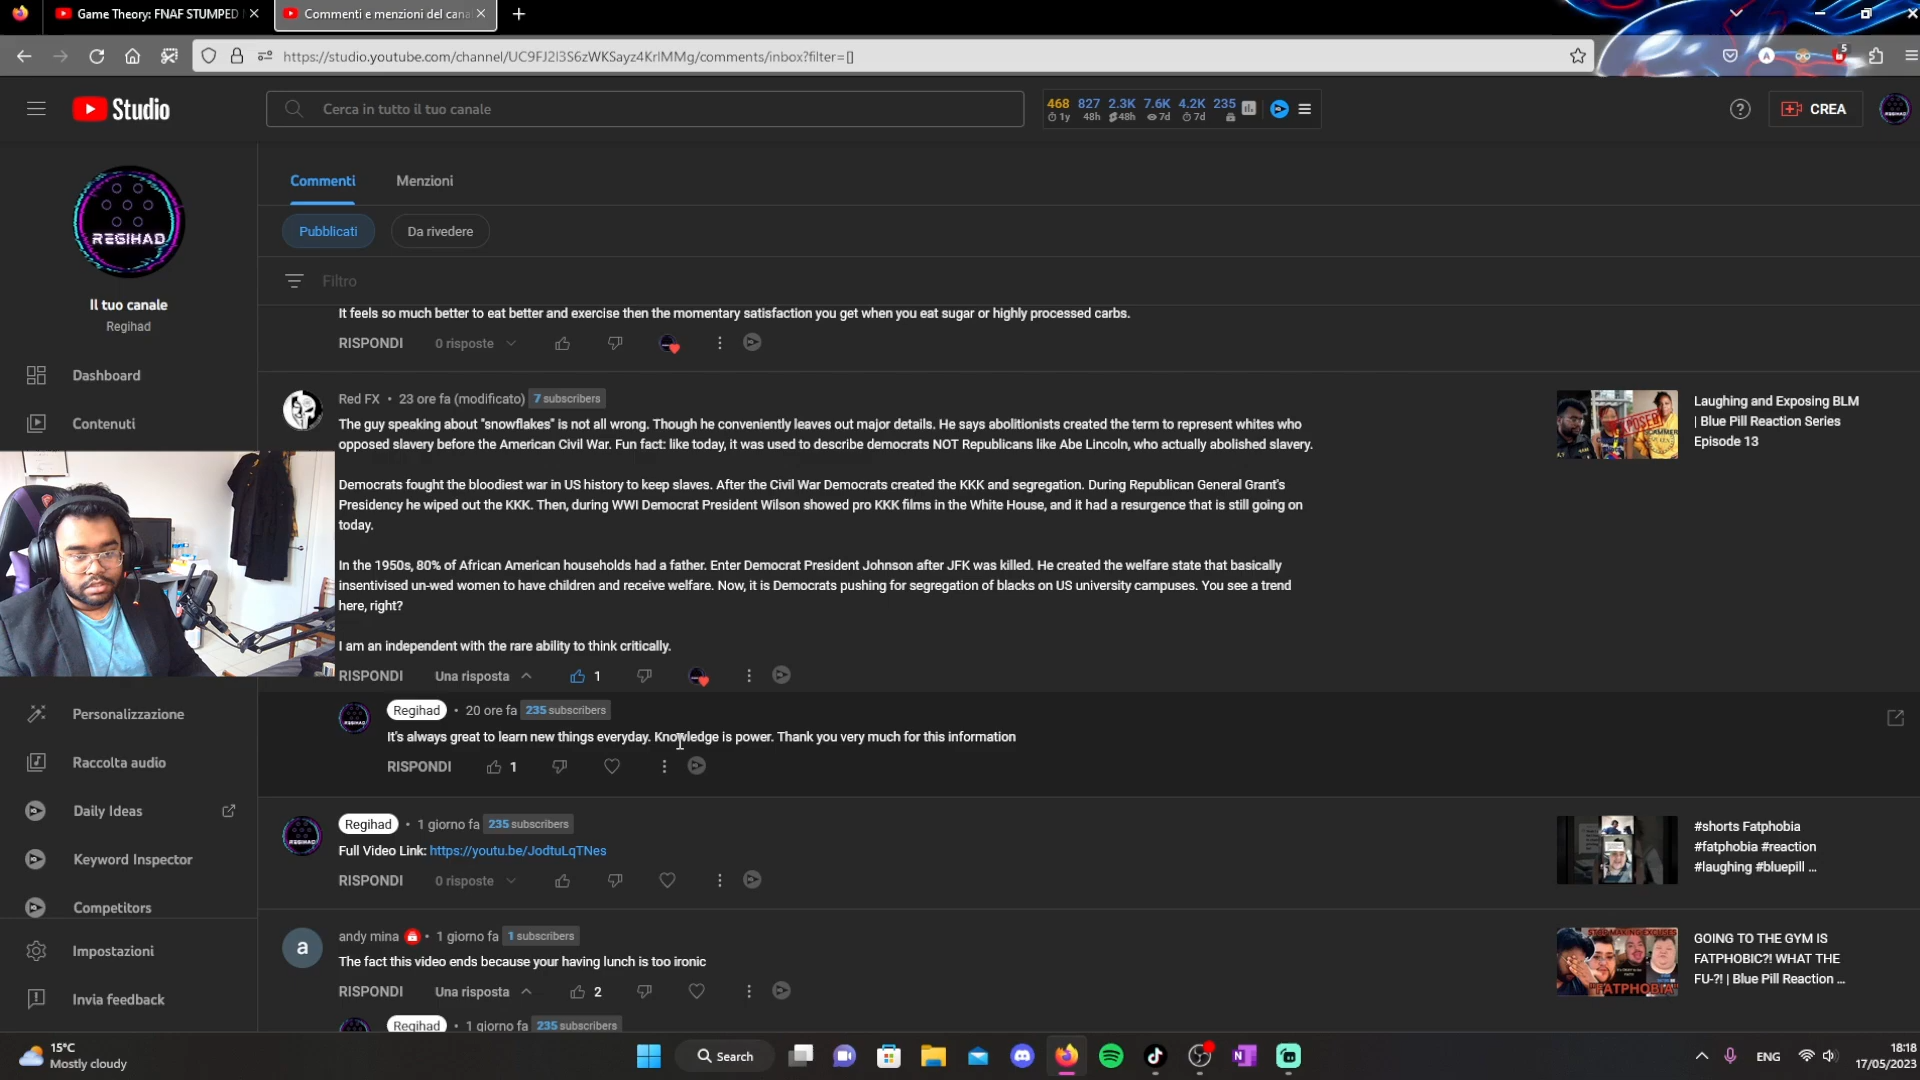 Game Theory: FNAF STUMPED
Commenti e menzioni del cana
https://studio.youtube.com/channel/UC9FJ2I3S6zWKSayz4KrIMMg/comments/inbox?filter=[]
5
Studio
Cerca in tutto il tuo canale
468 827 2.3K 7.6K 4.2K 235
1y 48h 48h 7d 7d
CREA
REGIHAD
Il tuo canale
Regihad
Dashboard
Contenuti
Personalizzazione
Raccolta audio
Daily Ideas
Keyword Inspector
Competitors
Impostazioni
Invia feedback
Commenti Menzioni
Pubblicati Da rivedere
Filtro
It feels so much better to eat better and exercise then the momentary satisfaction you get when you eat sugar or highly processed carbs.
RISPONDI 0 risposte
Red FX • 23 ore fa (modificato) 7 subscribers
The guy speaking about "snowflakes" is not all wrong. Though he conveniently leaves out major details. He says abolitionists created the term to represent whites who
opposed slavery before the American Civil War. Fun fact: like today, it was used to describe democrats NOT Republicans like Abe Lincoln, who actually abolished slavery.
Democrats fought the bloodiest war in US history to keep slaves. After the Civil War Democrats created the KKK and segregation. During Republican General Grant's
Presidency he wiped out the KKK. Then, during WWI Democrat President Wilson showed pro KKK films in the White House, and it had a resurgence that is still going on
today.
In the 1950s, 80% of African American households had a father. Enter Democrat President Johnson after JFK was killed. He created the welfare state that basically
insentivised un-wed women to have children and receive welfare. Now, it is Democrats pushing for segregation of blacks on US university campuses. You see a trend
here, right?
I am an independent with the rare ability to think critically.
RISPONDI Una risposta 1
Laughing and Exposing BLM
| Blue Pill Reaction Series
Episode 13
Regihad • 20 ore fa 235 subscribers
It's always great to learn new things everyday. Knowledge is power. Thank you very much for this information
RISPONDI 1
Regihad • 1 giorno fa 235 subscribers
Full Video Link: https://youtu.be/JodtuLqTNes
RISPONDI 0 risposte
#shorts Fatphobia
#fatphobia #reaction
#laughing #bluepill ...
a
andy mina • 1 giorno fa 1 subscribers
The fact this video ends because your having lunch is too ironic
RISPONDI Una risposta 2
STOP MAKING EXCUSES
"FATPHOBIA"
GOING TO THE GYM IS
FATPHOBIC?! WHAT THE
FU-?! | Blue Pill Reaction ...
Regihad • 1 giorno fa 235 subscribers
15°C
Mostly cloudy
Search
ENG
18:18
17/05/2023